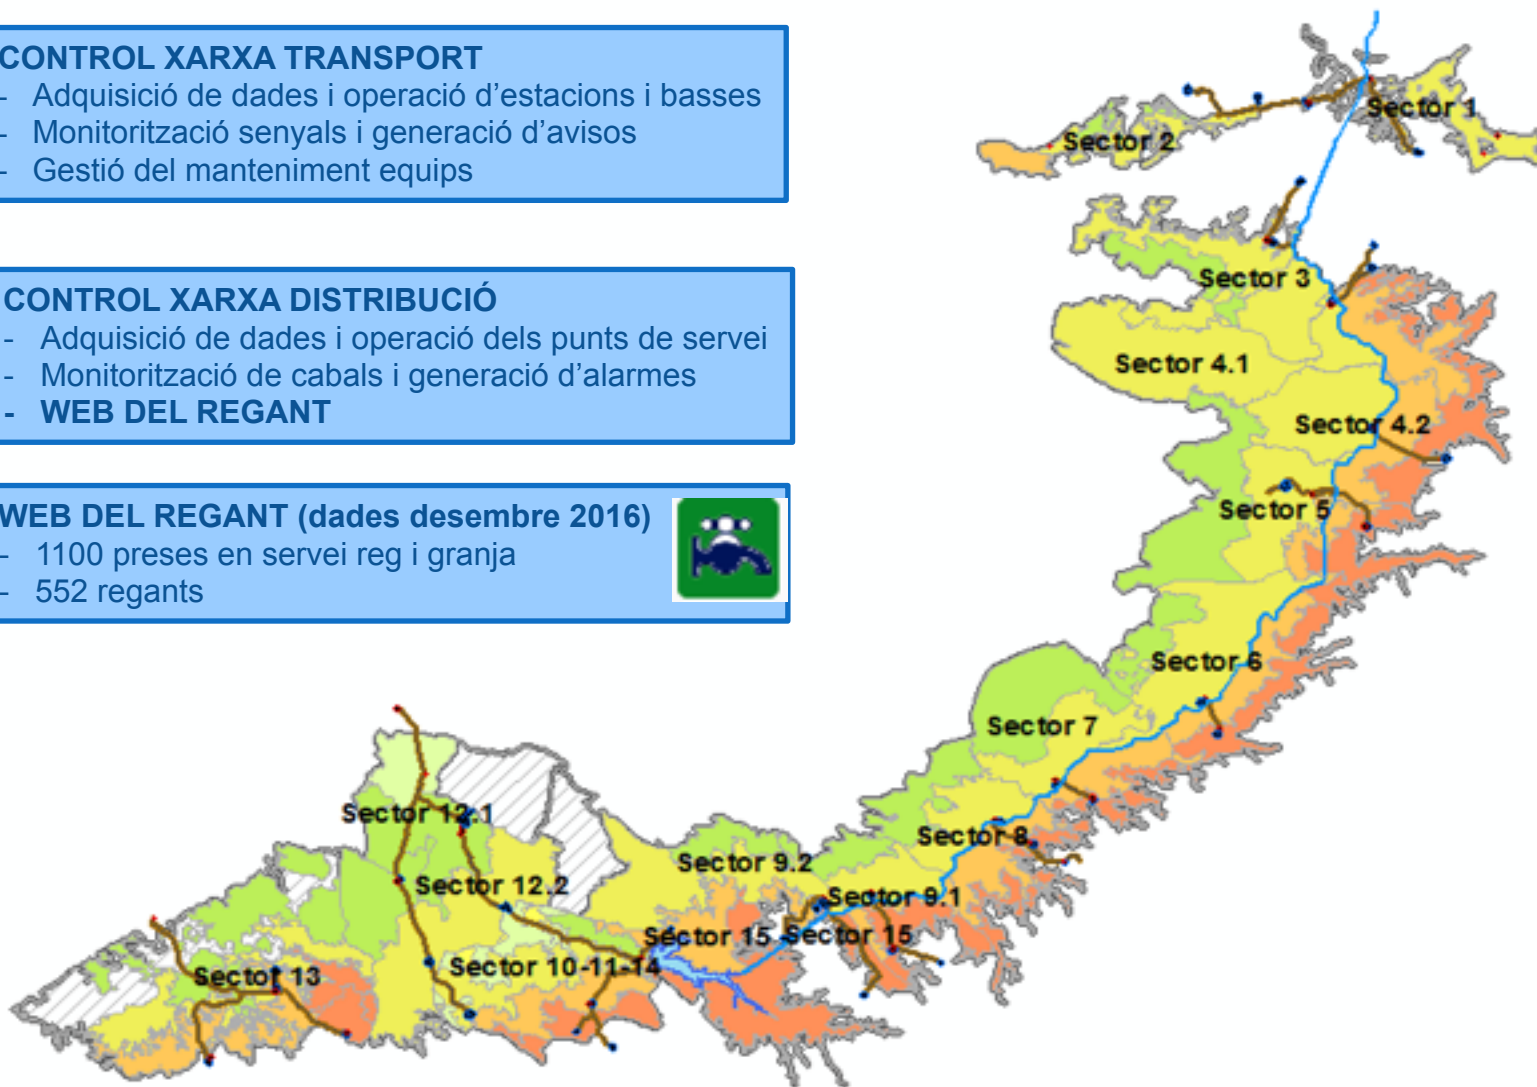 CONTROL XARXA TRANSPORT
- Adquisició de dades i operació d'estacions i basses
- Monitorització senyals i generació d'avisos
- Gestió del manteniment equips
CONTROL XARXA DISTRIBUCIÓ
- Adquisició de dades i operació dels punts de servei
- Monitorització de cabals i generació d'alarmes
- WEB DEL REGANT
WEB DEL REGANT (dades desembre 2016)
- 1100 preses en servei reg i granja
- 552 regants
Sector 1
Sector 2
Sector 3
Sector 4.1
Sector 4.2
Sector 5
Sector 6
Sector 7
Sector 12.1
Sector 8
Sector 9.2
Sector 12.2
Sector 9.1
Sector 15
Sector 15
Sector 10-11-14
Sector 13